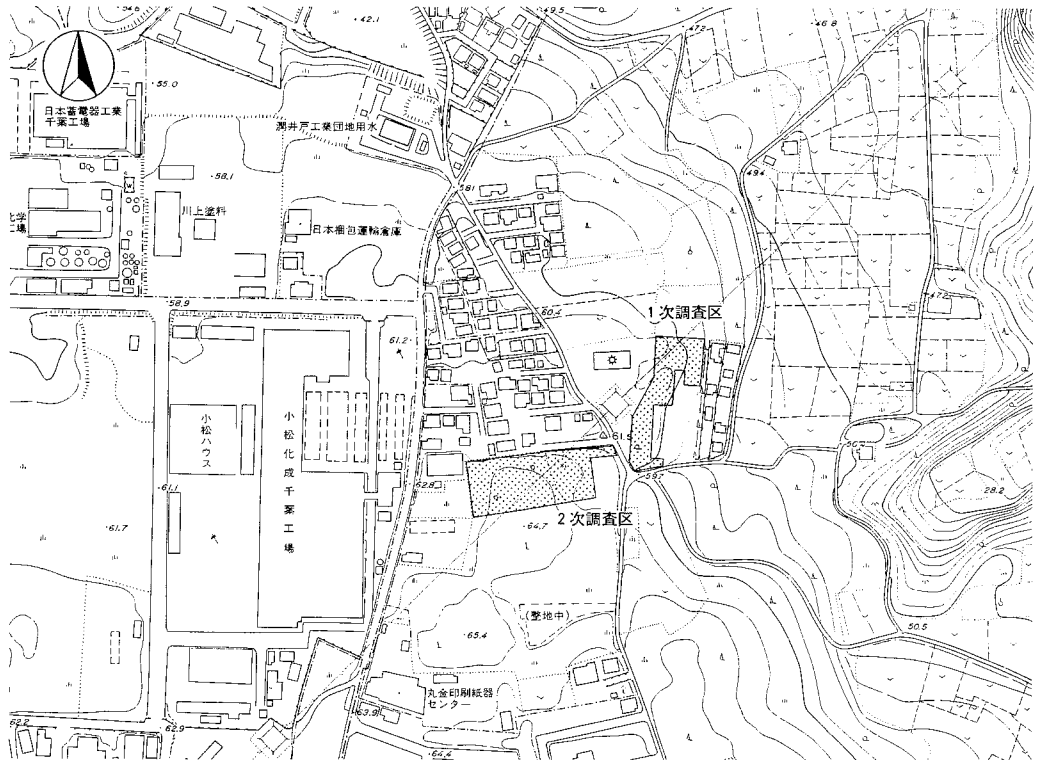 54.8
42.1
49.5
47.2
46.8
55.0
日本蓄電器工業
千葉工場
潤井戸工業団地用水
58.1
58.1
49.4
川上塗料
化学
工場
日本梱包運輸倉庫
47.2
58.9
60.4
1次調査区
61.2
小松ハウス
小松化成千葉工場
61.5
59.7
28.2
62.8
61.1
2次調査区
61.7
64.7
(整地中)
50.5
65.4
丸金印刷紙器
センター
63.9
62.2
62.9
64.4